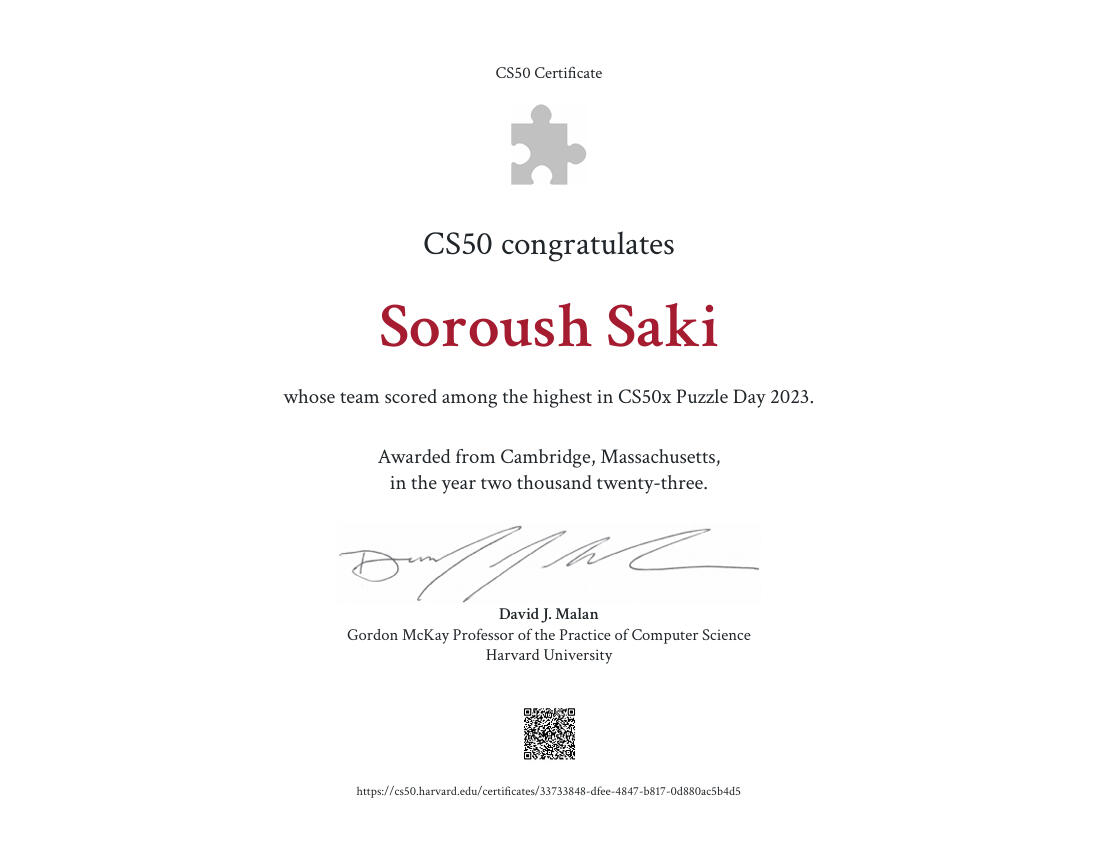 CS50 Certificate
CS50 congratulates
Soroush Saki
whose team scored among the highest in CS50x Puzzle Day 2023.
Awarded from Cambridge, Massachusetts,
in the year two thousand twenty-three.
David J. Malan
Gordon McKay Professor of the Practice of Computer Science
Harvard University
https://cs50.harvard.edu/certificates/33733848-dfee-4847-b817-0d880ac5b4d5